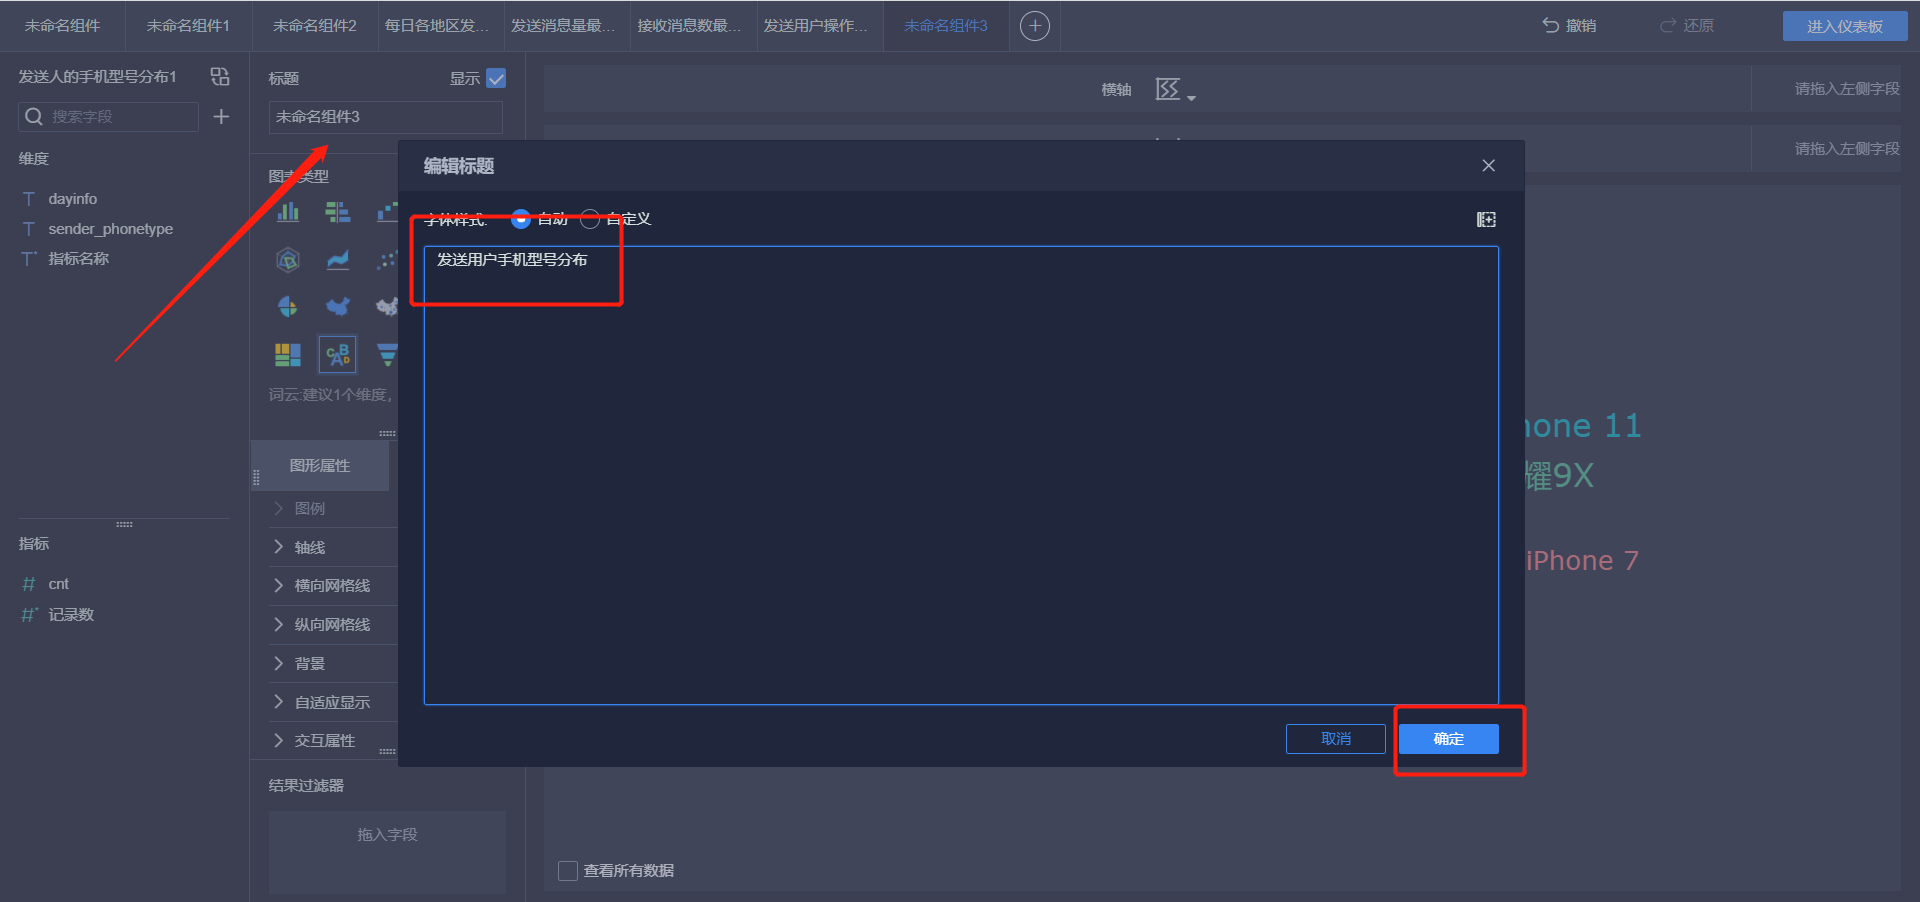 未命名组件
未命名组件1
未命名组件2
每日各地区发...
发送消息量最...
接收消息数最...
发送用户操作...
未命名组件3
撤销
还原
进入仪表板
发送人的手机型号分布1
搜索字段
维度
dayinfo
sender_phonetype
指标名称
指标
cnt
记录数
标题
显示
未命名组件3
图表类型
词云:建议1个维度，
图形属性
图例
轴线
横向网格线
纵向网格线
背景
自适应显示
交互属性
结果过滤器
拖入字段
横轴
请拖入左侧字段
请拖入左侧字段
编辑标题
字体样式:
自动
自定义
发送用户手机型号分布
取消
确定
hone 11
耀9X
iPhone 7
查看所有数据